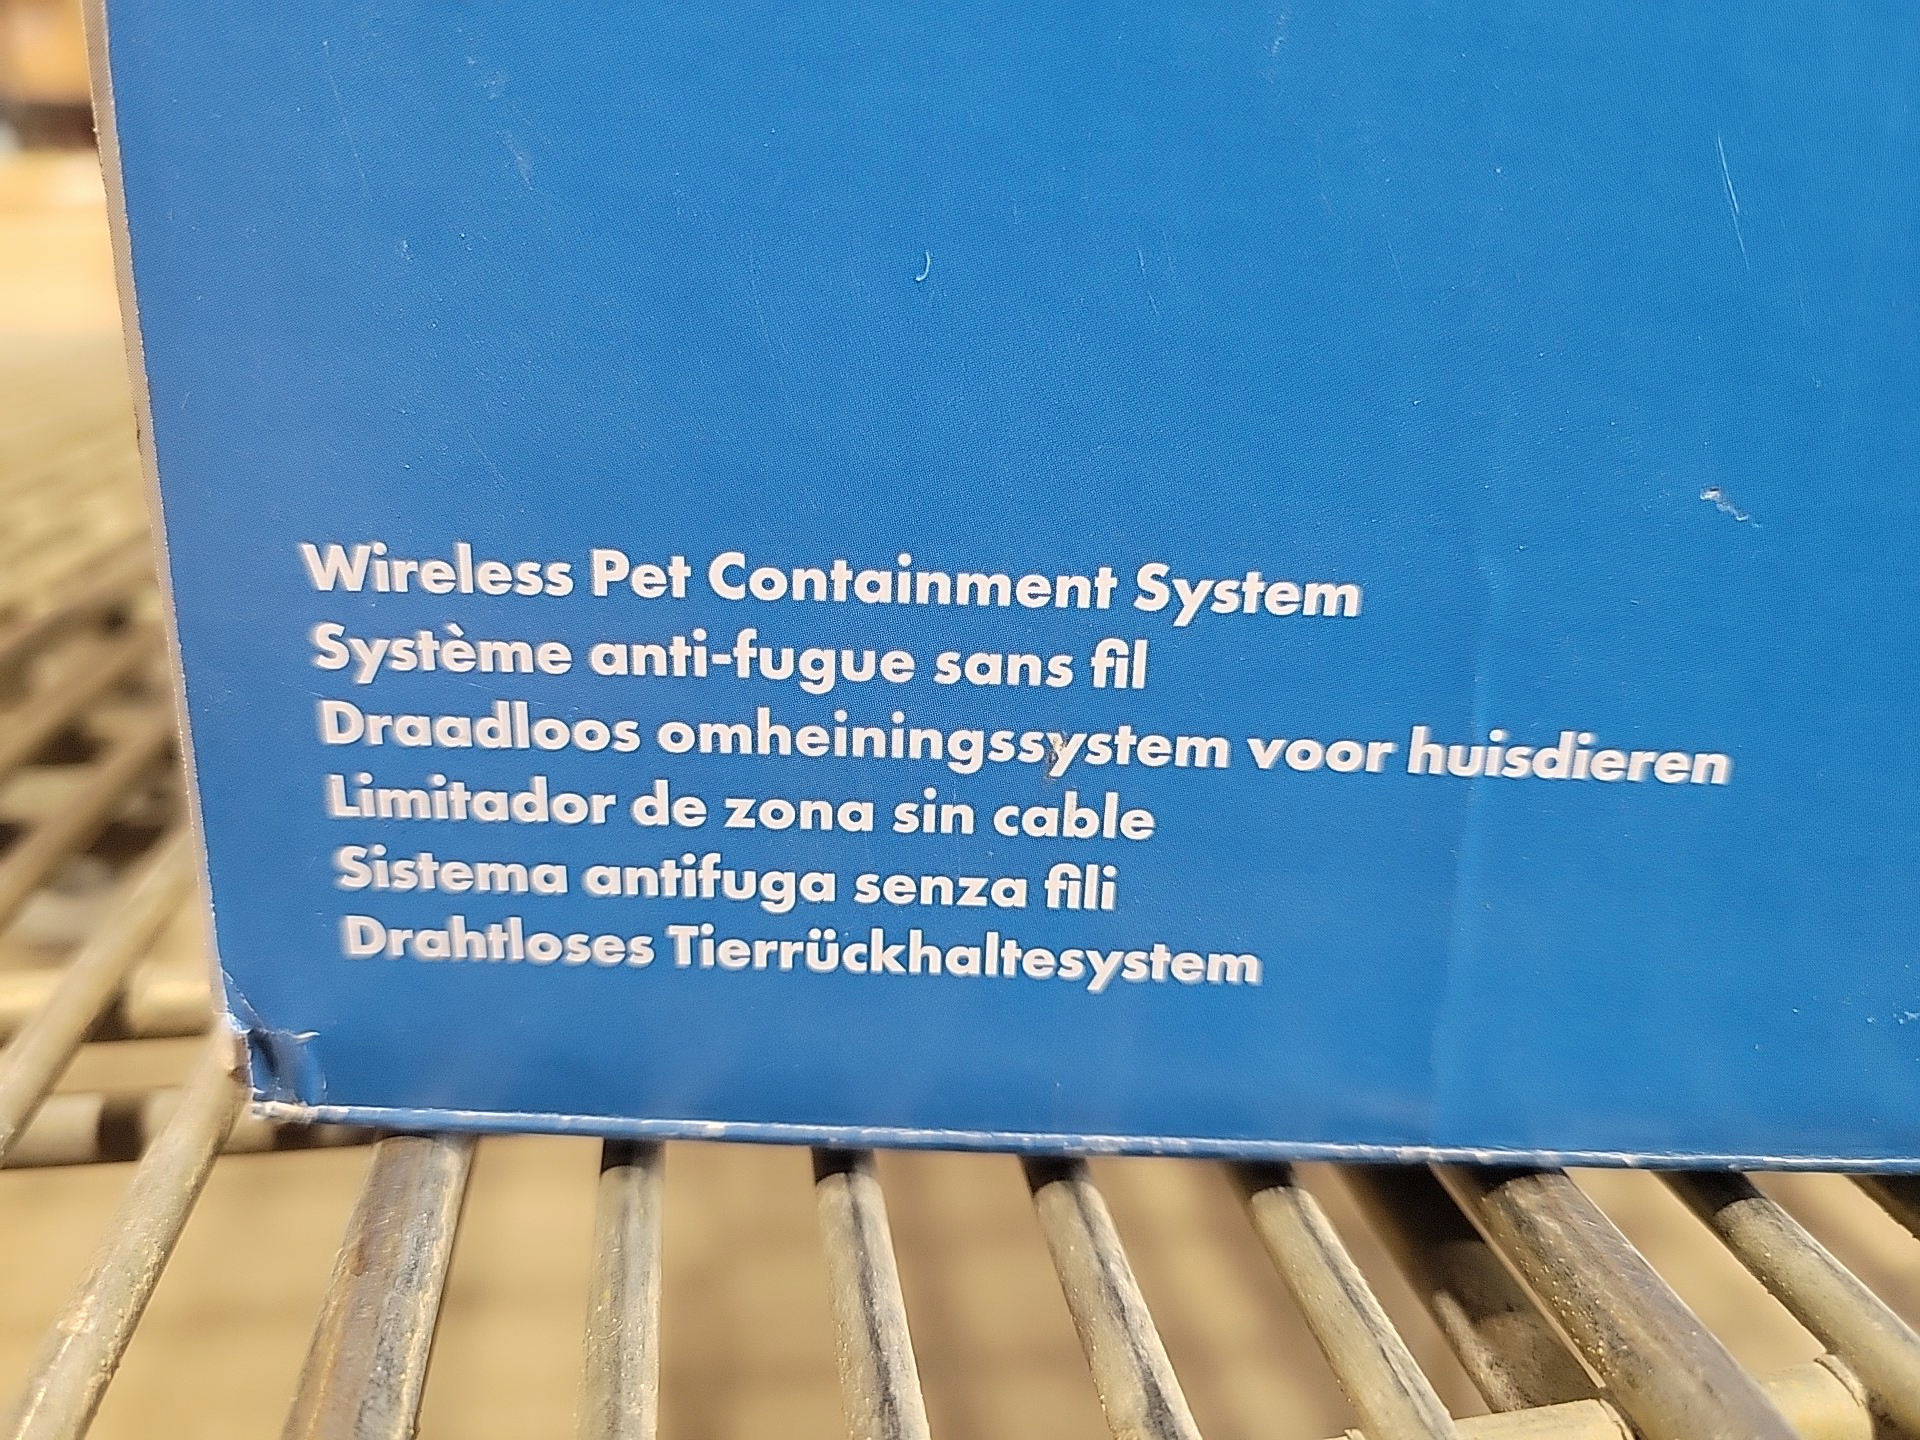 Wireless Pet Containment System
Système anti-fugue sans fil
Draadloos omheiningssystem voor huisdieren
Limitador de zona sin cable
Sistema antifuga senza fili
Drahtloses Tierrückhaltesystem